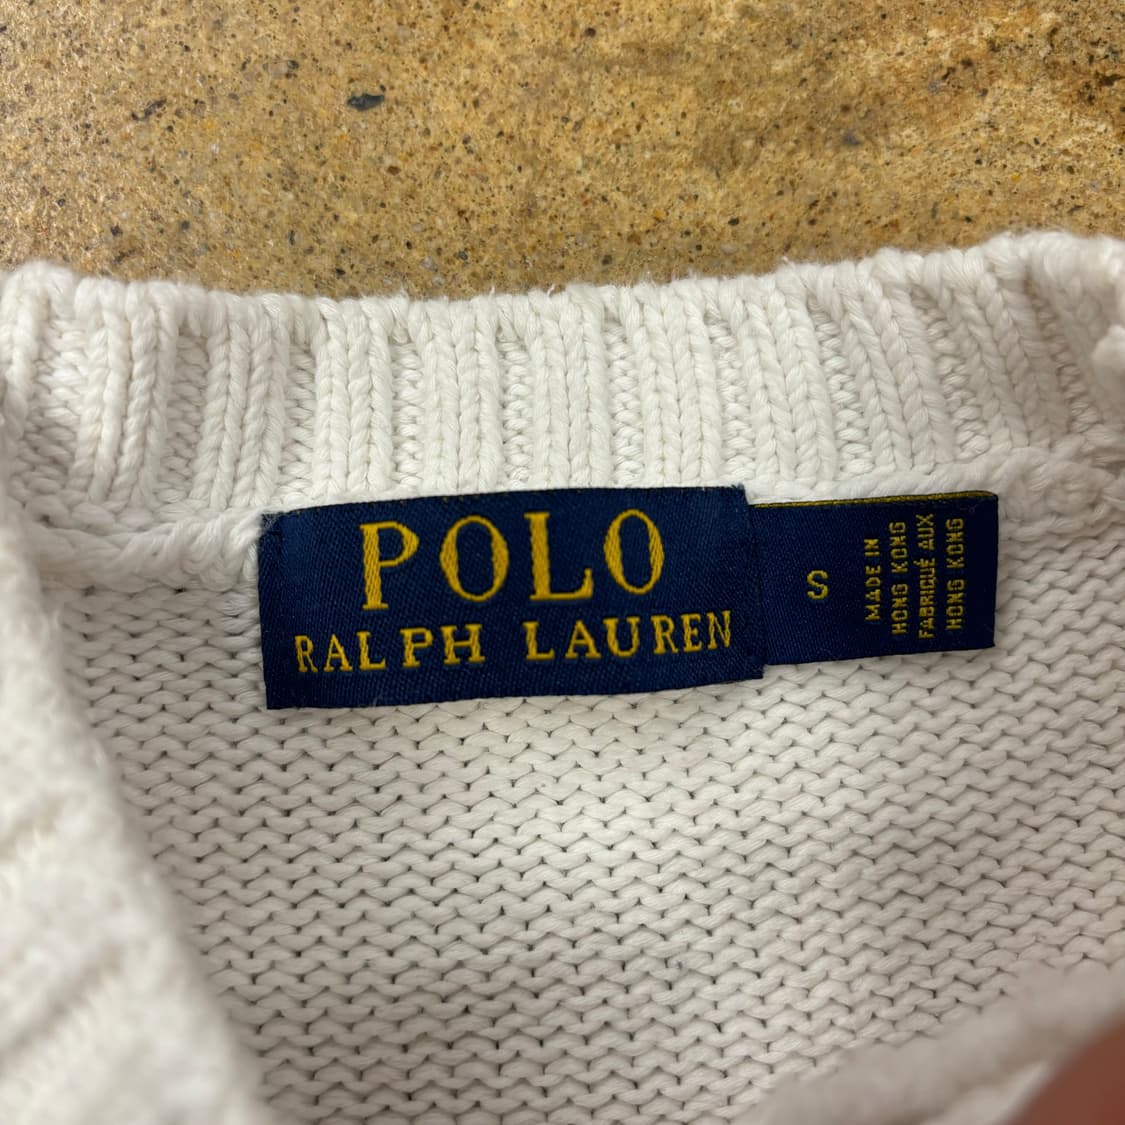 POLO
RALPH LAUREN
S
MADE IN
HONG KONG
FABRIQUÉ AUX
HONG KONG